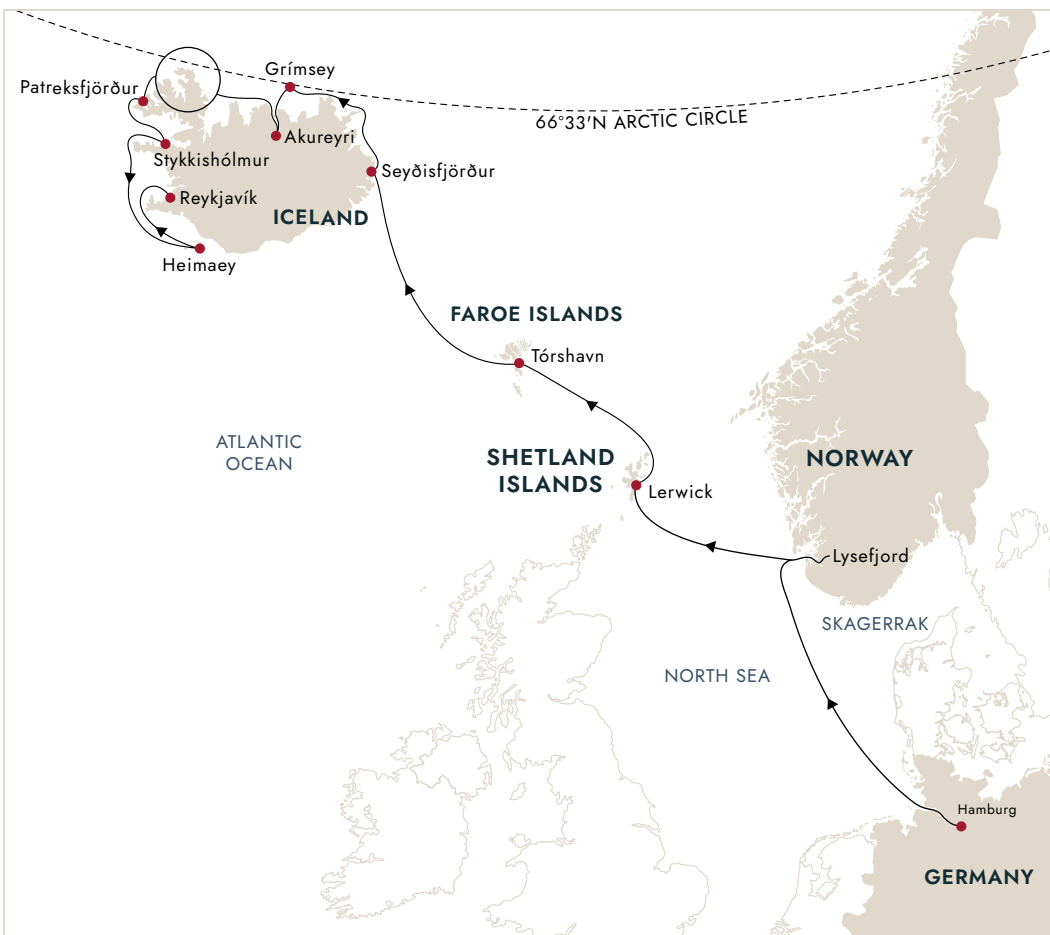 Grímsey
Patreksfjörður
66°33'N ARCTIC CIRCLE
Akureyri
Stykkishólmur
Seyðisfjörður
Reykjavík
ICELAND
Heimaey
FAROE ISLANDS
Tórshavn
ATLANTIC
OCEAN
SHETLAND
ISLANDS
NORWAY
Lerwick
Lysefjord
SKAGERRAK
NORTH SEA
Hamburg
GERMANY